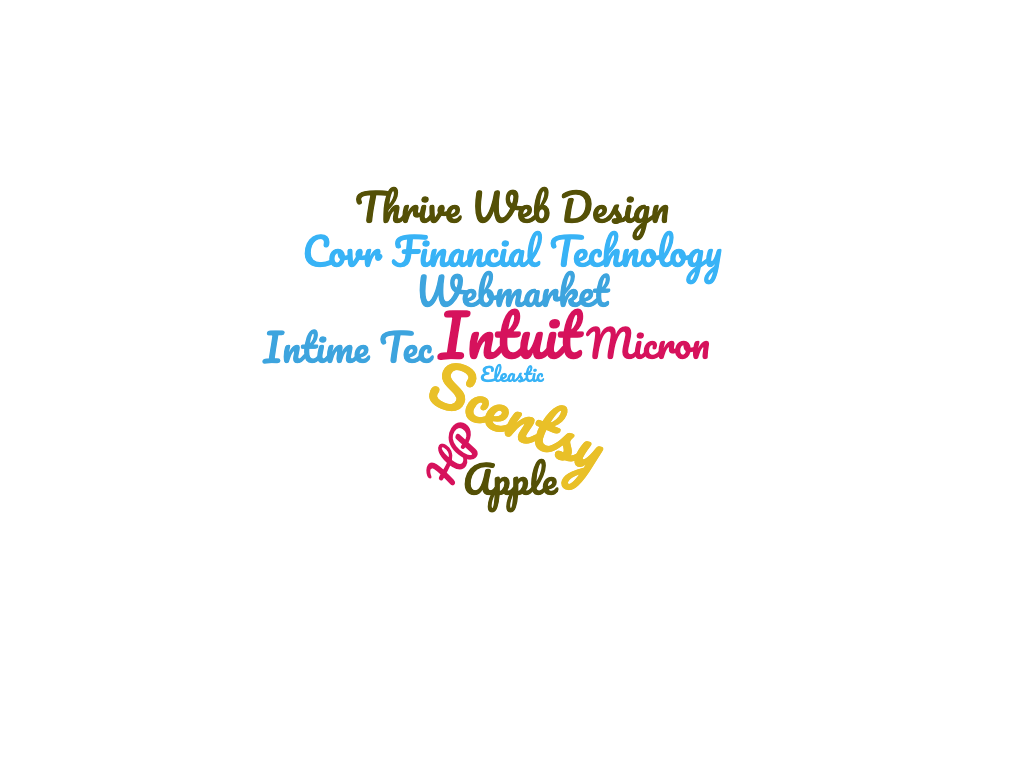 Thrive Web Design
Covr Financial Technology
Webmarket
Intime Tec
Intuit
Micron
Eleastic
Scentsy
HP
Apple